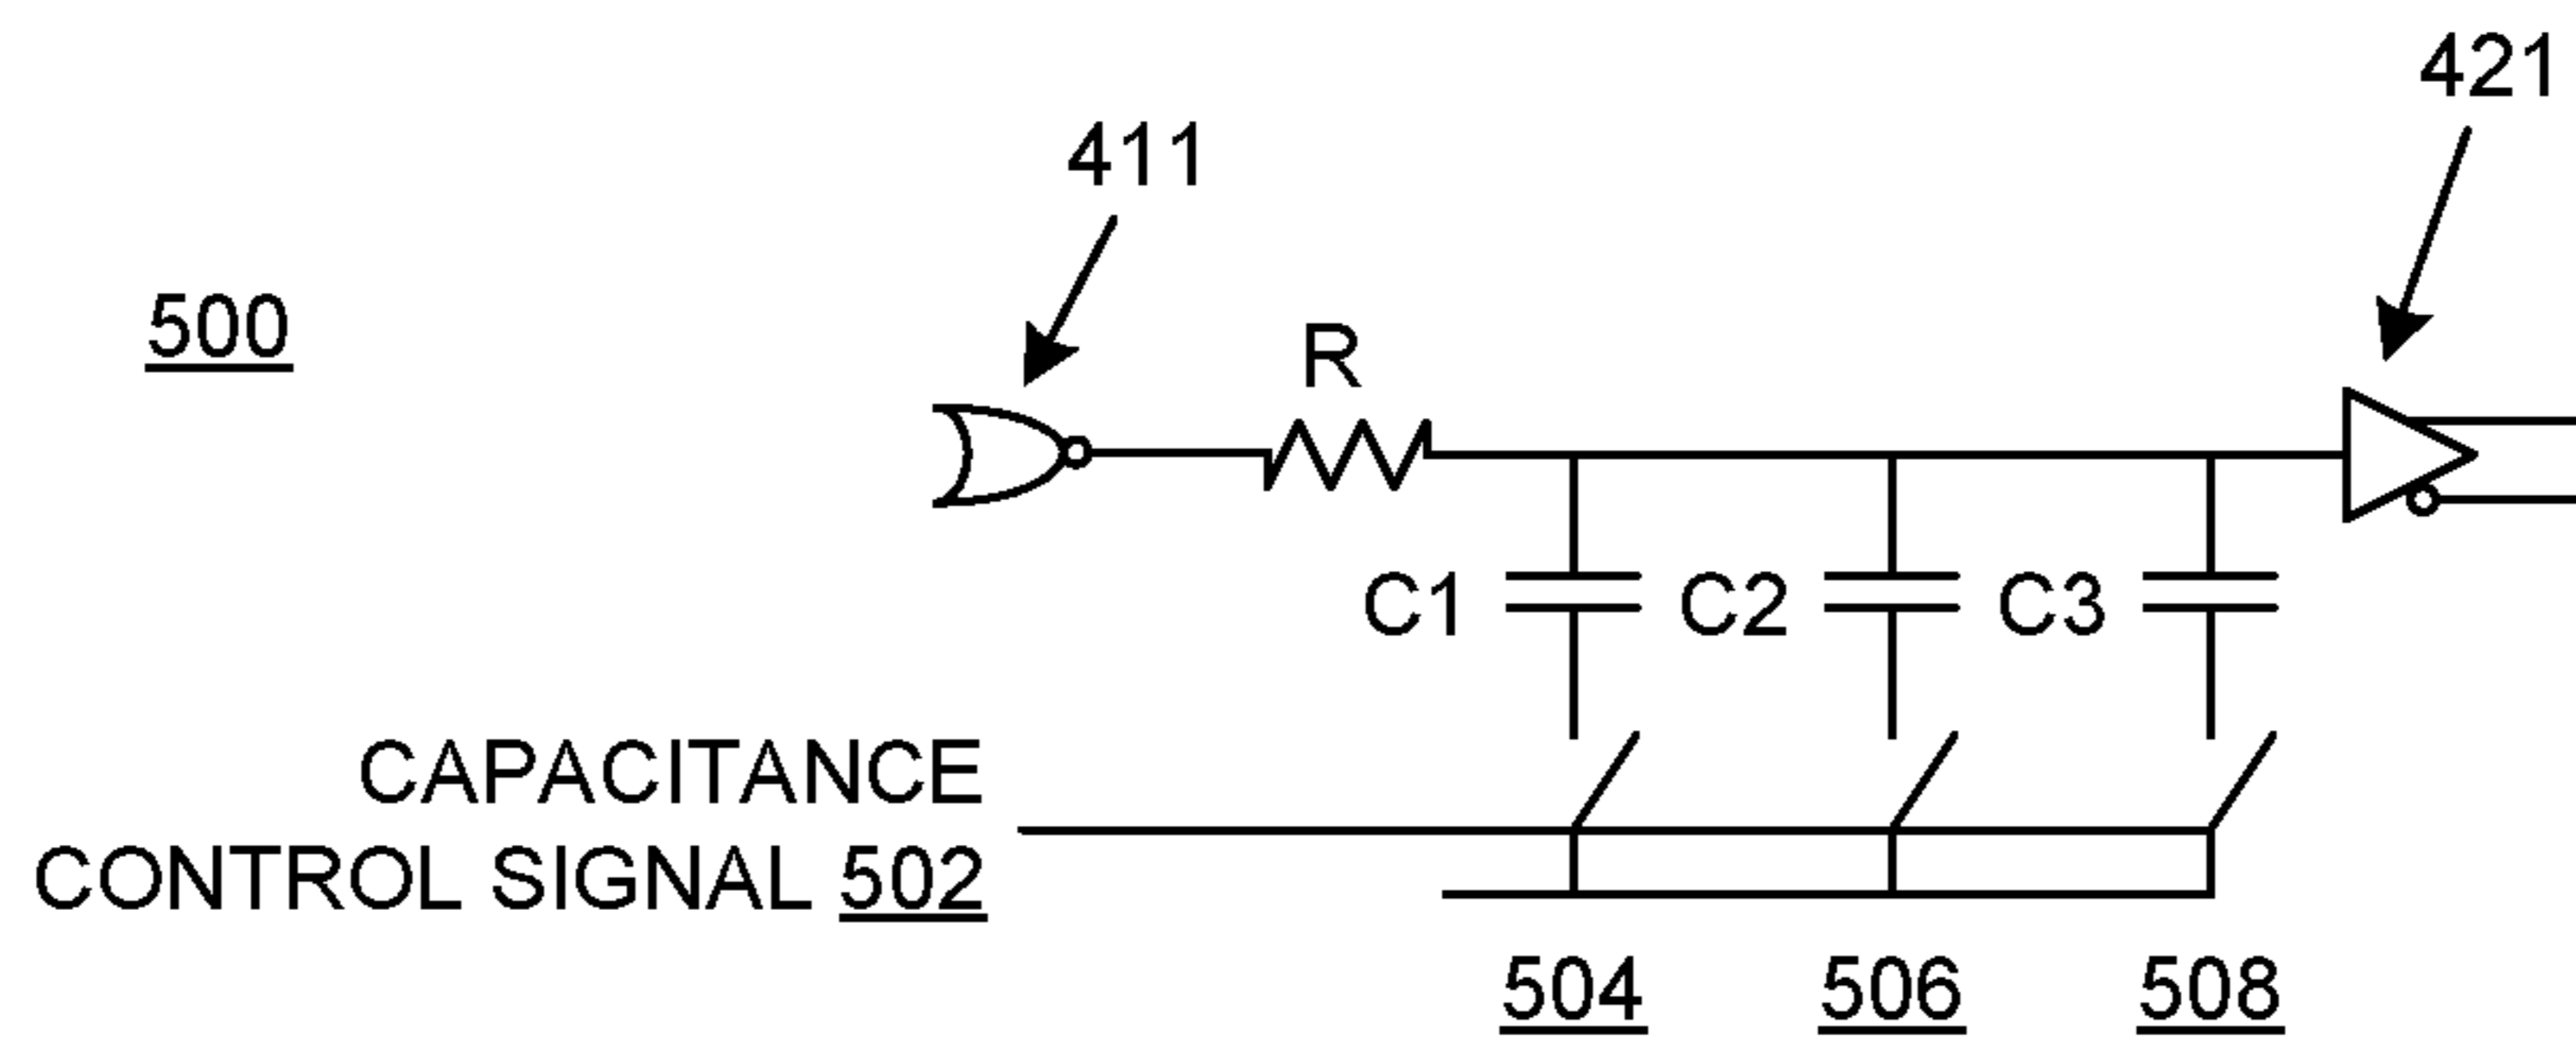 421
411
500
R
C1
C2
C3
CAPACITANCE
CONTROL SIGNAL 502
504
506
508